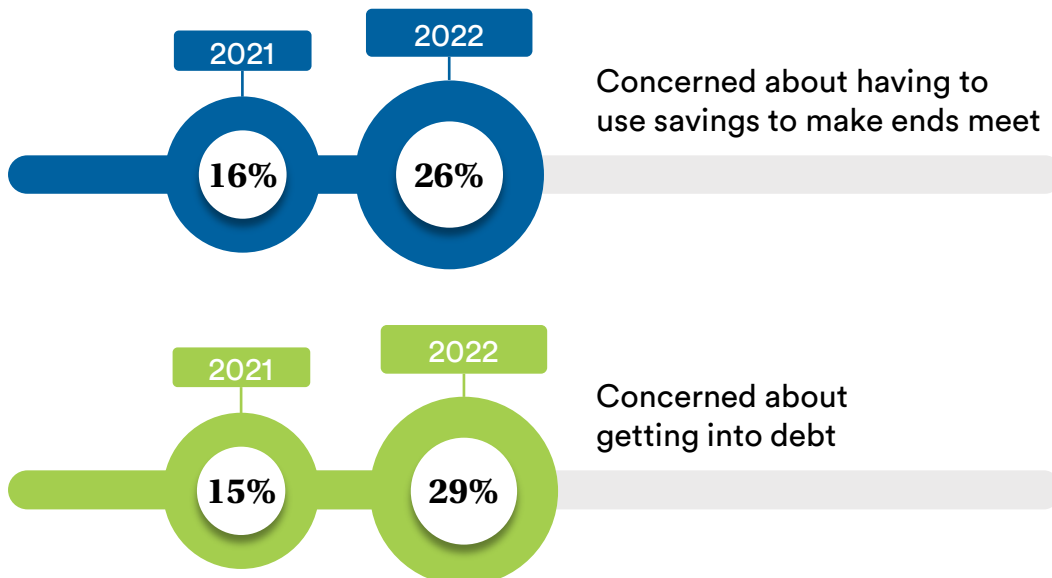 2021
2022
Concerned about having to
use savings to make ends meet
16%
26%
2021
2022
Concerned about
getting into debt
15%
29%